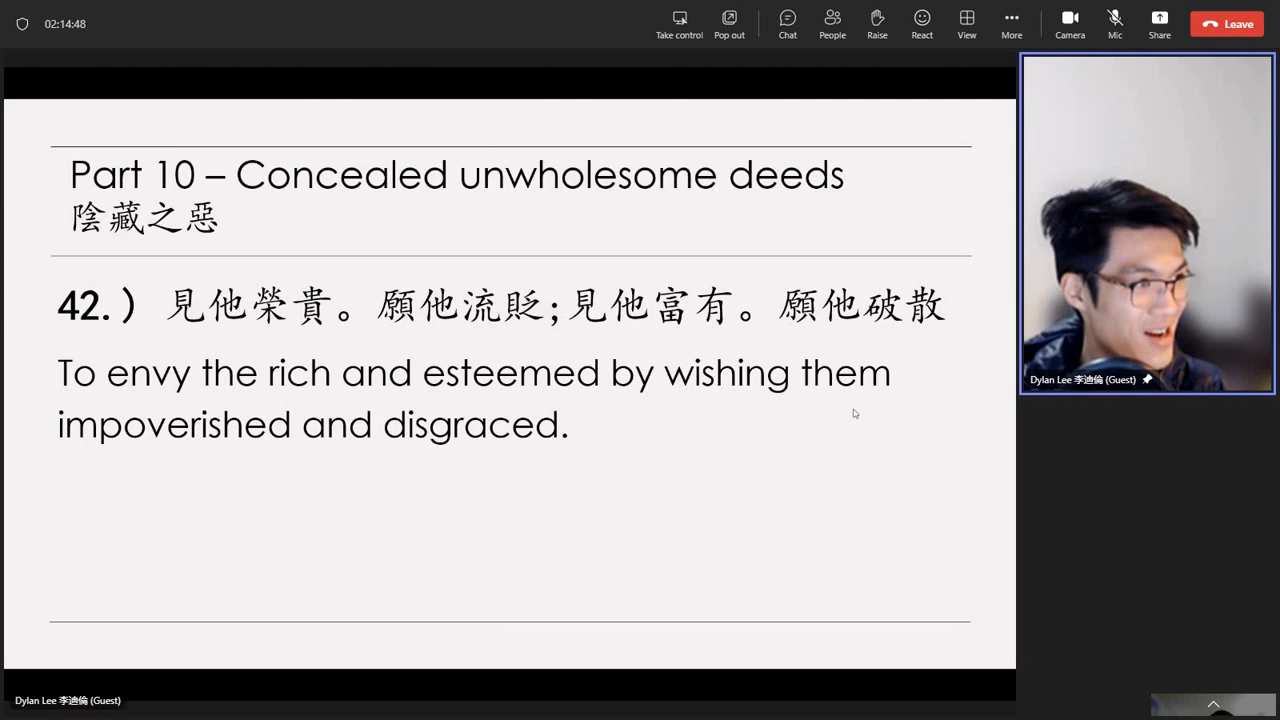 02:14:48
Take control
Pop out
Chat
People
Raise
React
View
More
Camera
Mic
Share
Leave
Part 10 – Concealed unwholesome deeds
陰藏之惡
42.) 見他榮貴。願他流貶;見他富有。願他破散
To envy the rich and esteemed by wishing them
impoverished and disgraced.
Dylan Lee 李迪倫 (Guest)
Dylan Lee 李迪倫 (Guest)